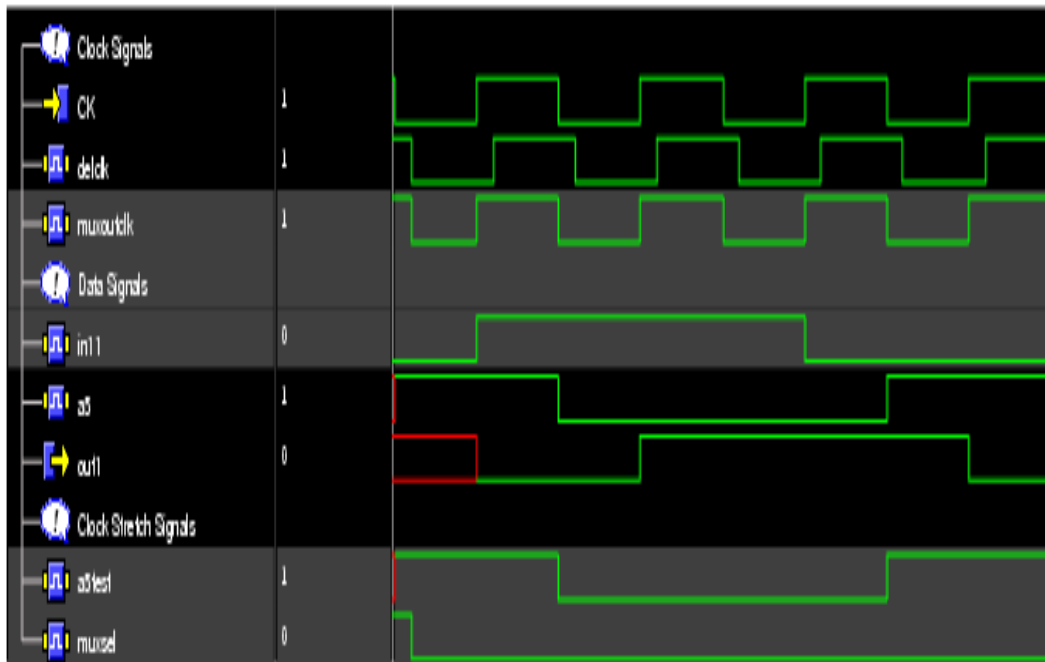 Clock Signals
CK 1
delclk 1
muxoutclk 1
Data Signals
in11 0
a5 1
out1 0
Clock Stretch Signals
a5test 1
muxsel 0